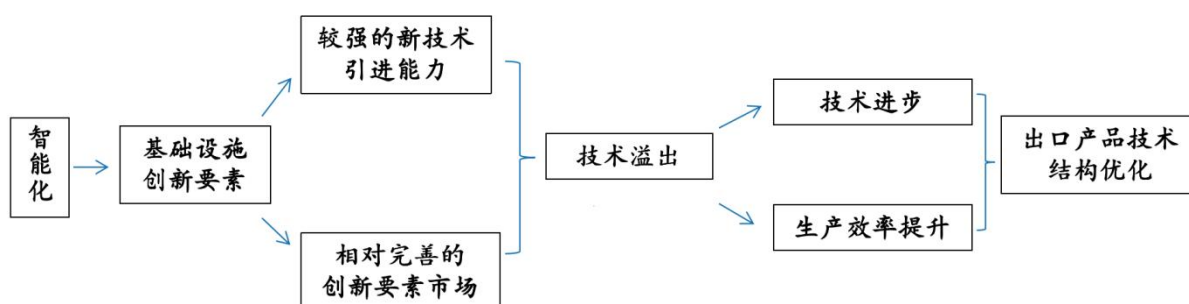 智能化
基础设施
创新要素
较强的新技术
引进能力
相对完善的
创新要素市场
技术溢出
技术进步
生产效率提升
出口产品技术
结构优化